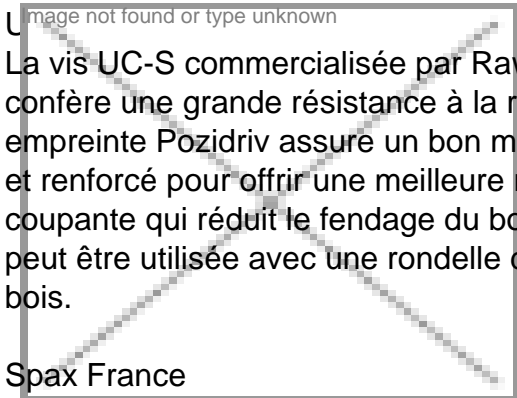 Image not found or type unknown
U
La vis UC-S commercialisée par Ra
confère une grande résistance à la r
empreinte Pozidriv assure un bon m
et renforcé pour offrir une meilleure
coupante qui réduit le fendage du bo
peut être utilisée avec une rondelle
bois.
Spax France